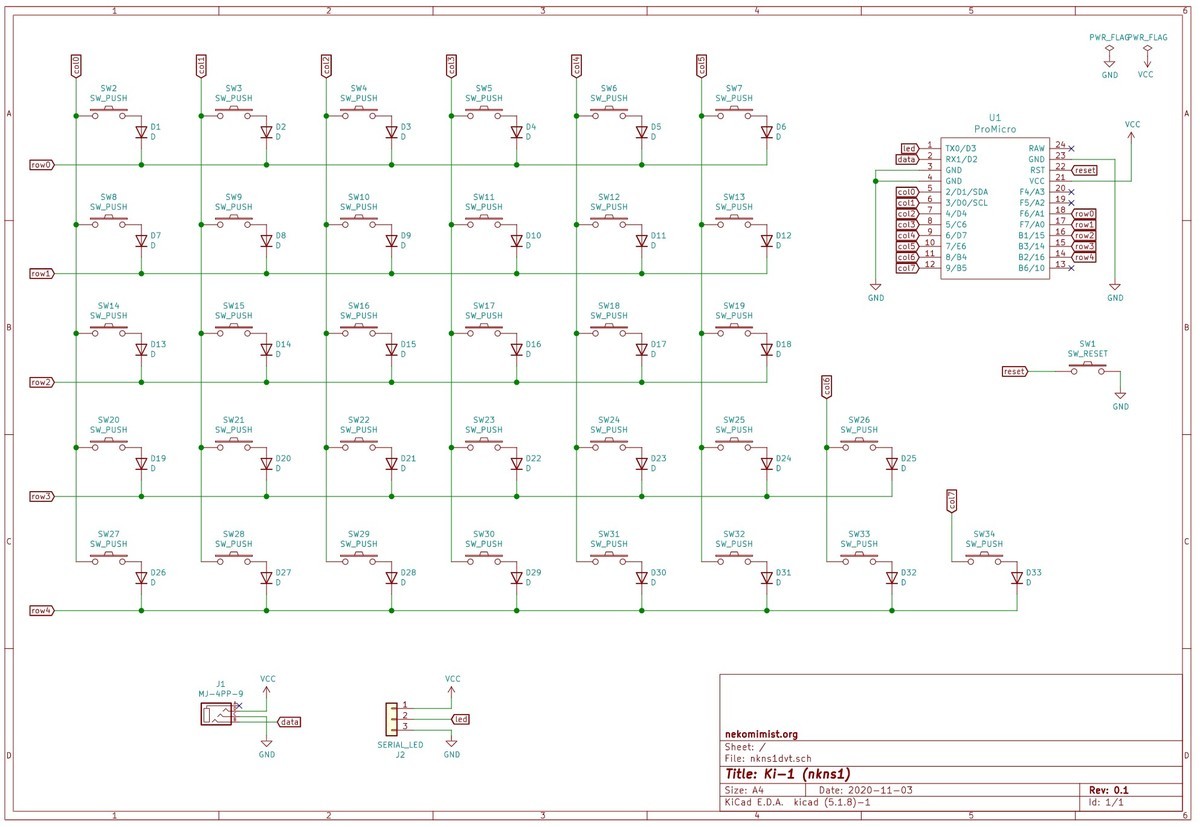 1 2 3 4 5 6
PWR_FLAG PWR_FLAG
GND VCC
col0 col1 col2 col3 col4 col5
A A
SW2 SW3 SW4 SW5 SW6 SW7
SW_PUSH SW_PUSH SW_PUSH SW_PUSH SW_PUSH SW_PUSH
D1 D2 D3 D4 D5 D6
D D D D D D
row0
SW8 SW9 SW10 SW11 SW12 SW13
SW_PUSH SW_PUSH SW_PUSH SW_PUSH SW_PUSH SW_PUSH
D7 D8 D9 D10 D11 D12
D D D D D D
row1
U1
ProMicro
VCC
led 1 TX0/D3 RAW 24
data 2 RX1/D2 GND 23
3 GND RST 22 reset
4 GND VCC 21
col0 5 2/D1/SDA F4/A3 20
col1 6 3/D0/SCL F5/A2 19
col2 7 4/D4 F6/A1 18 row0
col3 8 5/C6 F7/A0 17 row1
col4 9 6/D7 B1/15 16 row2
col5 10 7/E6 B3/14 15 row3
col6 11 8/B4 B2/16 14 row4
col7 12 9/B5 B6/10 13
GND GND
B B
SW14 SW15 SW16 SW17 SW18 SW19
SW_PUSH SW_PUSH SW_PUSH SW_PUSH SW_PUSH SW_PUSH
D13 D14 D15 D16 D17 D18
D D D D D D
row2
SW1
SW_RESET
reset
GND
col6
SW20 SW21 SW22 SW23 SW24 SW25 SW26
SW_PUSH SW_PUSH SW_PUSH SW_PUSH SW_PUSH SW_PUSH SW_PUSH
D19 D20 D21 D22 D23 D24 D25
D D D D D D D
row3
col7
C C
SW27 SW28 SW29 SW30 SW31 SW32 SW33 SW34
SW_PUSH SW_PUSH SW_PUSH SW_PUSH SW_PUSH SW_PUSH SW_PUSH SW_PUSH
D26 D27 D28 D29 D30 D31 D32 D33
D D D D D D D D
row4
J1
MJ-4PP-9
VCC
data
GND
VCC
1
2 led
3
SERIAL_LED
J2
GND
D D
nekomimist.org
Sheet: /
File: nkns1dvt.sch
Title: Ki-1 (nkns1)
Size: A4 Date: 2020-11-03 Rev: 0.1
KiCad E.D.A. kicad (5.1.8)-1 Id: 1/1
1 2 3 4 5 6